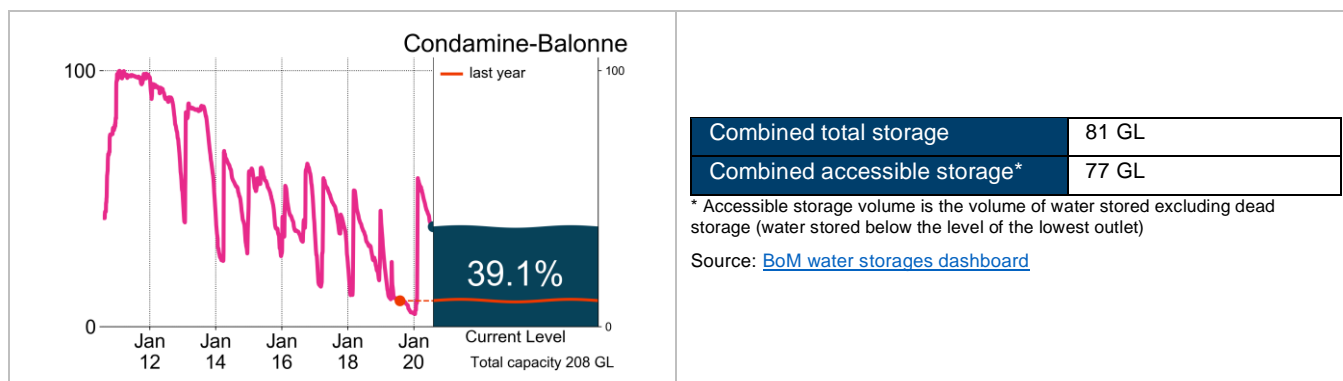 Condamine-Balonne
100
last year
100
39.1%
0
0
Jan Jan Jan Jan Jan
12 14 16 18 20
Current Level
Total capacity 208 GL
Combined total storage 81 GL
Combined accessible storage* 77 GL
* Accessible storage volume is the volume of water stored excluding dead
storage (water stored below the level of the lowest outlet)
Source: BoM water storages dashboard